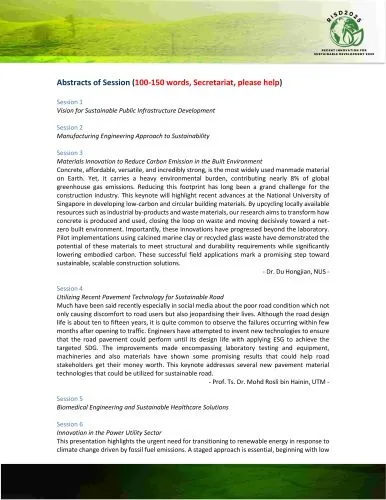 RISD2025
RECENT INNOVATION FOR
SUSTAINABLE DEVELOPMENT 2025
Abstracts of Session (100-150 words, Secretariat, please help)
Session 1
Vision for Sustainable Public Infrastructure Development
Session 2
Manufacturing Engineering Approach to Sustainability
Session 3
Materials Innovation to Reduce Carbon Emission in the Built Environment
Concrete, affordable, versatile, and incredibly strong, is the most widely used manmade material
on Earth. Yet, it carries a heavy environmental burden, contributing nearly 8% of global
greenhouse gas emissions. Reducing this footprint has long been a grand challenge for the
construction industry. This keynote will highlight recent advances at the National University of
Singapore in developing low-carbon and circular building materials. By upcycling locally available
resources such as industrial by-products and waste materials, our research aims to transform how
concrete is produced and used, closing the loop on waste and moving decisively toward a net-
zero built environment. Importantly, these innovations have progressed beyond the laboratory.
Pilot implementations using calcined marine clay or recycled glass waste have demonstrated the
potential of these materials to meet structural and durability requirements while significantly
lowering embodied carbon. These successful field applications mark a promising step toward
sustainable, scalable construction solutions.
- Dr. Du Hongjian, NUS -
Session 4
Utilizing Recent Pavement Technology for Sustainable Road
Much have been said recently especially in social media about the poor road condition which not
only causing discomfort to road users but also jeopardising their lives. Although the road design
life is about ten to fifteen years, it is quite common to observe the failures occurring within few
months after opening to traffic. Engineers have attempted to invent new technologies to ensure
that the road pavement could perform until its design life with applying ESG to achieve the
targeted SDG. The improvements made encompassing laboratory testing and equipment,
machineries and also materials have shown some promising results that could help road
stakeholders get their money worth. This keynote addresses several new pavement material
technologies that could be utilized for sustainable road.
- Prof. Ts. Dr. Mohd Rosli bin Hainin, UTM -
Session 5
Biomedical Engineering and Sustainable Healthcare Solutions
Session 6
Innovation in the Power Utility Sector
This presentation highlights the urgent need for transitioning to renewable energy in response to
climate change driven by fossil fuel emissions. A staged approach is essential, beginning with low